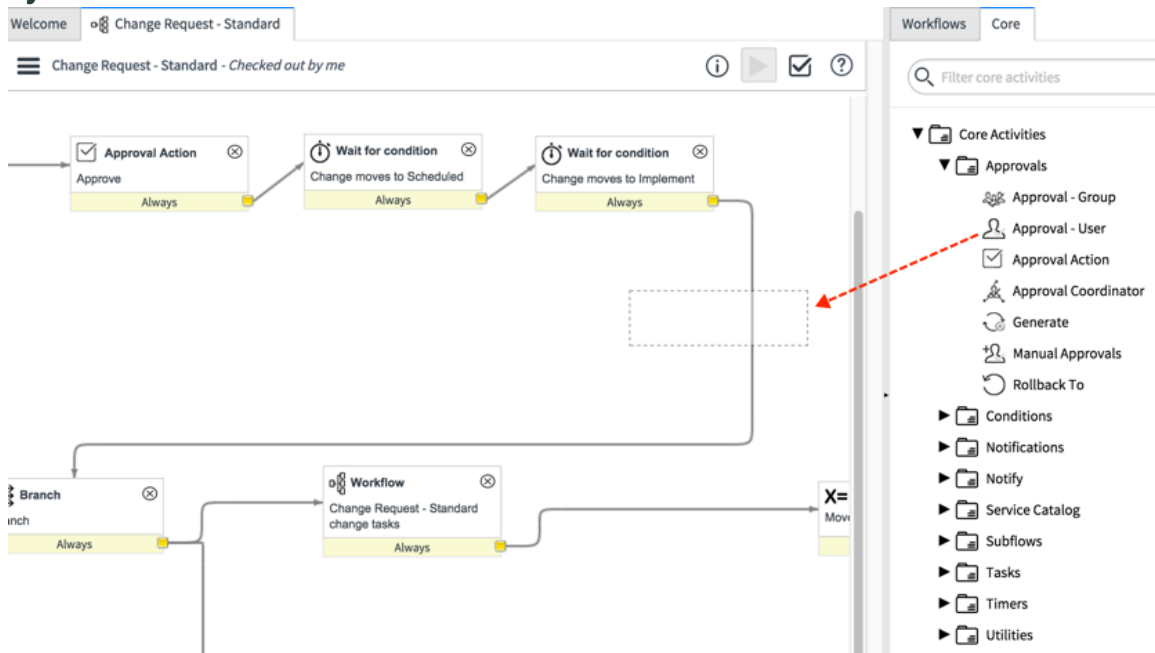 Welcome
Change Request - Standard
Workflows
Core
Change Request - Standard - Checked out by me
Filter core activities
Approval Action
Approve
Always
Wait for condition
Change moves to Scheduled
Always
Wait for condition
Change moves to Implement
Always
Branch
Always
Workflow
Change Request - Standard
change tasks
Always
X=
Core Activities
Approvals
Approval - Group
Approval - User
Approval Action
Approval Coordinator
Generate
Manual Approvals
Rollback To
Conditions
Notifications
Notify
Service Catalog
Subflows
Tasks
Timers
Utilities